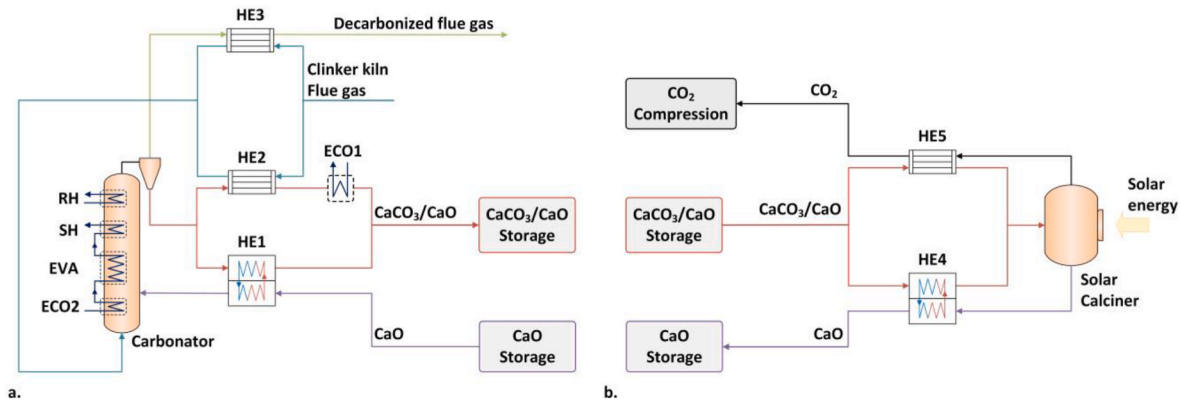 HE3
Decarbonized flue gas
Clinker kiln
Flue gas
HE2
ECO1
RH
SH
EVA
ECO2
CaCO₃/CaO
CaCO₃/CaO
Storage
HE1
Carbonator
CaO
CaO
Storage
a.
CO₂
Compression
CO₂
HE5
CaCO₃/CaO
Storage
CaCO₃/CaO
Solar
energy
HE4
Solar
Calciner
CaO
Storage
CaO
b.